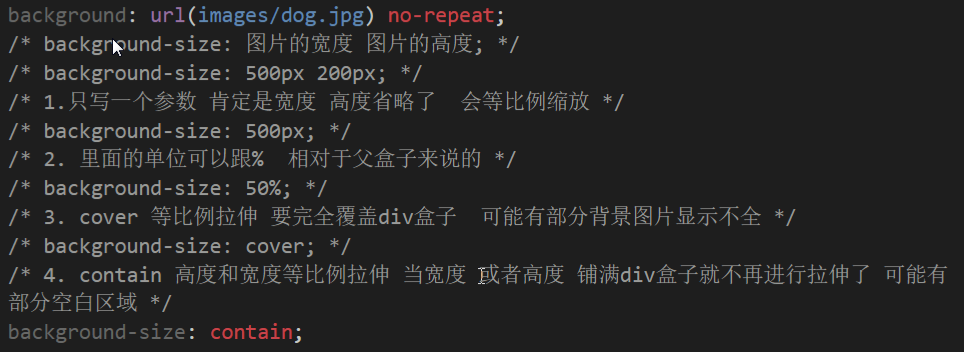 background: url(images/dog.jpg) no-repeat;
/* background-size: 图片的宽度 图片的高度; */
/* background-size: 500px 200px; */
/* 1.只写一个参数 肯定是宽度 高度省略了  会等比例缩放 */
/* background-size: 500px; */
/* 2. 里面的单位可以跟%  相对于父盒子来说的 */
/* background-size: 50%; */
/* 3. cover 等比例拉伸 要完全覆盖div盒子  可能有部分背景图片显示不全 */
/* background-size: cover; */
/* 4. contain 高度和宽度等比例拉伸 当宽度 或者高度 铺满div盒子就不再进行拉伸了 可能有
部分空白区域 */
background-size: contain;